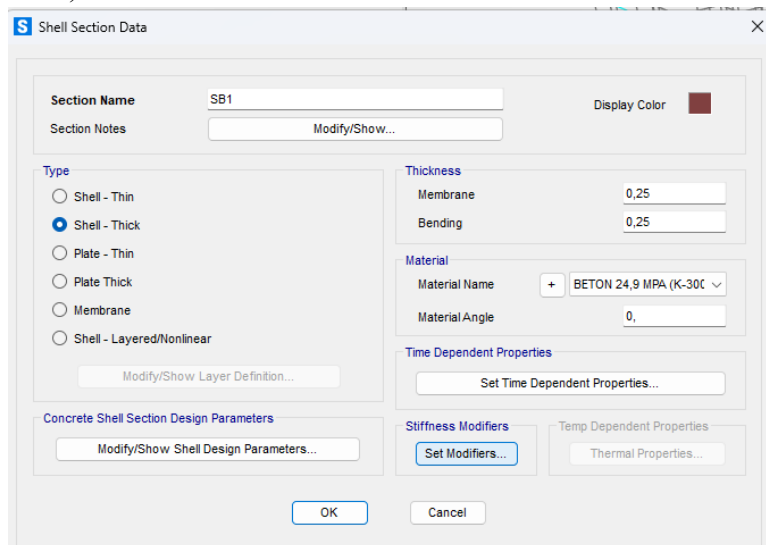 S Shell Section Data
Section Name SB1 Display Color
Section Notes Modify/Show...
Type
Shell - Thin
Shell - Thick
Plate - Thin
Plate Thick
Membrane
Shell - Layered/Nonlinear
Modify/Show Layer Definition...
Concrete Shell Section Design Parameters
Modify/Show Shell Design Parameters...
Thickness
Membrane 0,25
Bending 0,25
Material
Material Name + BETON 24,9 MPA (K-300
Material Angle 0,
Time Dependent Properties
Set Time Dependent Properties...
Stiffness Modifiers
Set Modifiers...
Temp Dependent Properties
Thermal Properties...
OK Cancel